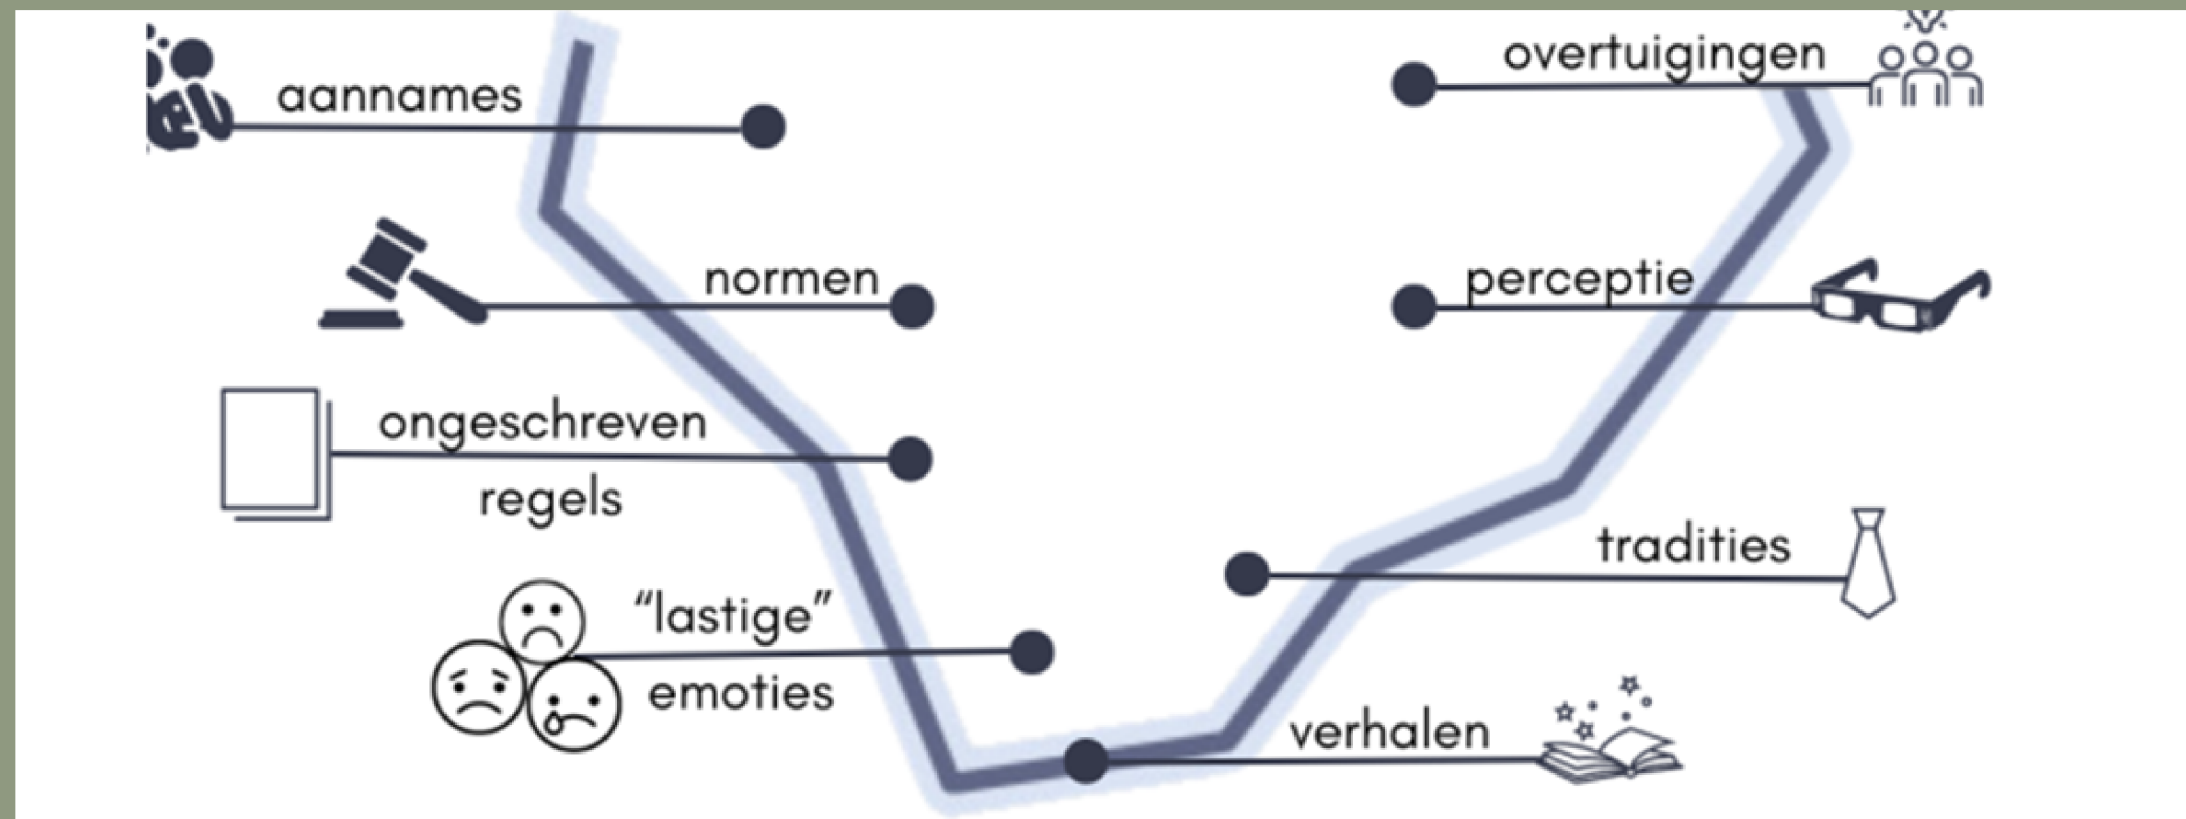 aannames
normen
ongeschreven
regels
“lastige”
emoties
overtuigingen
perceptie
tradities
verhalen